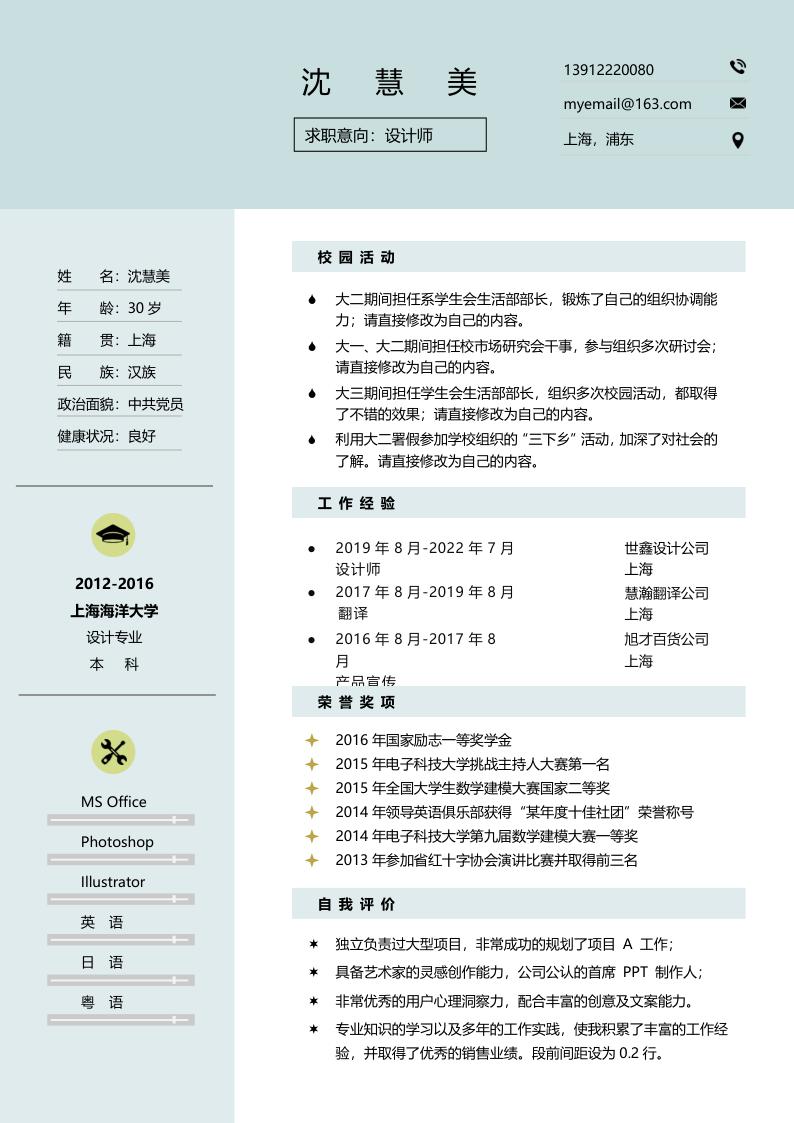 沈 慧 美
求职意向：设计师
13912220080
myemail@163.com
上海，浦东
姓 名：沈慧美
年 龄：30 岁
籍 贯：上海
民 族：汉族
政治面貌：中共党员
健康状况：良好
2012-2016
上海海洋大学
设计专业
本 科
MS Office
Photoshop
Illustrator
英 语
日 语
粤 语
校园活动
大二期间担任系学生会生活部部长，锻炼了自己的组织协调能
力；请直接修改为自己的内容。
大一、大二期间担任校市场研究会干事，参与组织多次研讨会；
请直接修改为自己的内容。
大三期间担任学生会生活部部长，组织多次校园活动，都取得
了不错的效果；请直接修改为自己的内容。
利用大二署假参加学校组织的“三下乡”活动，加深了对社会的
了解。请直接修改为自己的内容。
工作经验
2019 年 8 月-2022 年 7 月 世鑫设计公司
设计师 上海
2017 年 8 月-2019 年 8 月 慧瀚翻译公司
翻译 上海
2016 年 8 月-2017 年 8 旭才百货公司
月 上海
产品宣传
荣誉奖项
2016 年国家励志一等奖学金
2015 年电子科技大学挑战主持人大赛第一名
2015 年全国大学生数学建模大赛国家二等奖
2014 年领导英语俱乐部获得“某年度十佳社团”荣誉称号
2014 年电子科技大学第九届数学建模大赛一等奖
2013 年参加省红十字协会演讲比赛并取得前三名
自我评价
独立负责过大型项目，非常成功的规划了项目 A 工作；
具备艺术家的灵感创作能力，公司公认的首席 PPT 制作人；
非常优秀的用户心理洞察力，配合丰富的创意及文案能力。
专业知识的学习以及多年的工作实践，使我积累了丰富的工作经
验，并取得了优秀的销售业绩。段前间距设为 0.2 行。